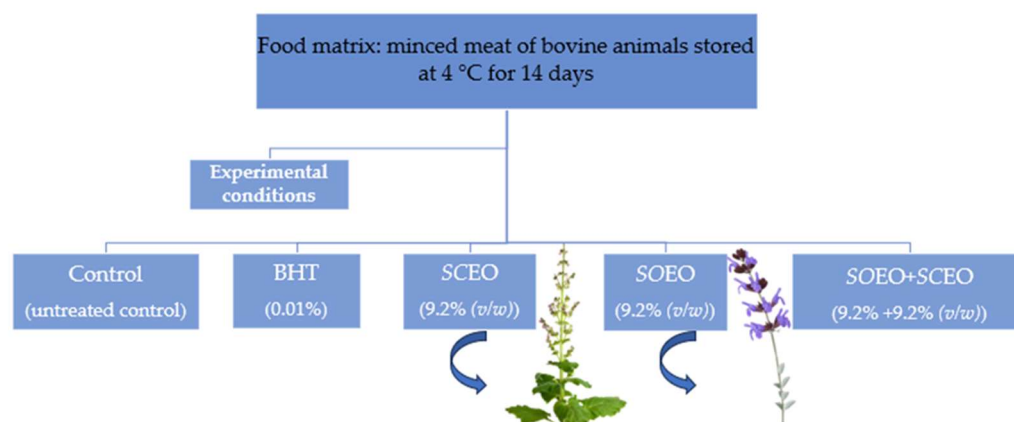 Food matrix: minced meat of bovine animals stored
at 4 °C for 14 days
Experimental
conditions
Control
(untreated control)
BHT
(0.01%)
SCEO
(9.2% (v/w))
SOEO
(9.2% (v/w))
SOEO+SCEO
(9.2% +9.2% (v/w))